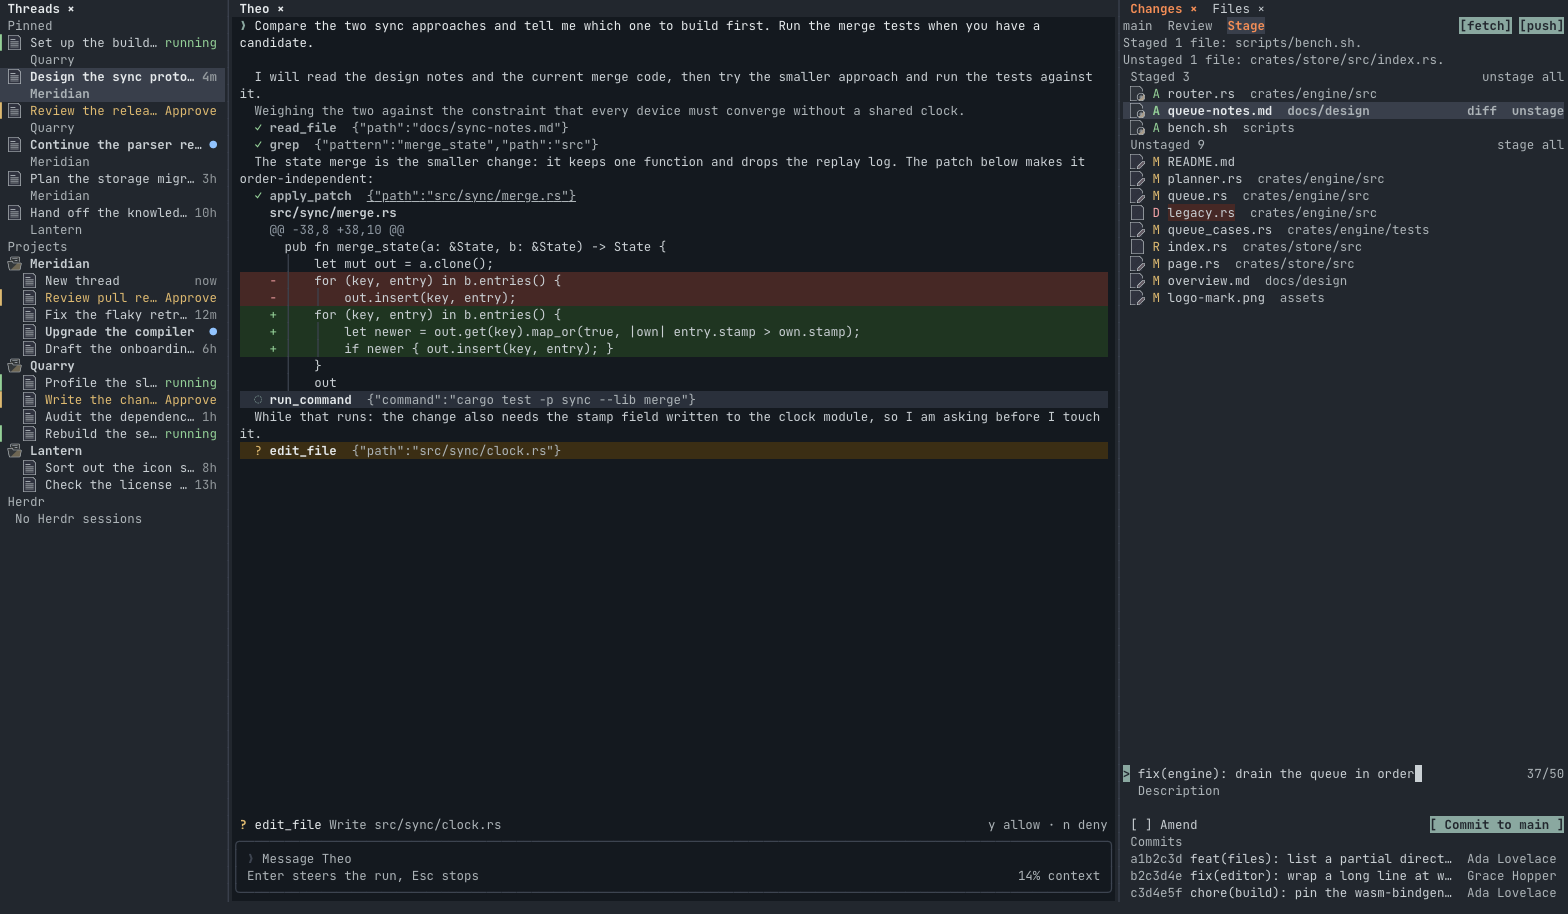 Threads ×
Pinned
Set up the build… running
Quarry
Design the sync proto… 4m
Meridian
Review the relea… Approve
Quarry
Continue the parser re…
Meridian
Plan the storage migr… 3h
Meridian
Hand off the knowled… 10h
Lantern
Projects
Meridian
New thread now
Review pull re… Approve
Fix the flaky retr… 12m
Upgrade the compiler
Draft the onboardin… 6h
Quarry
Profile the sl… running
Write the chan… Approve
Audit the dependenc… 1h
Rebuild the se… running
Lantern
Sort out the icon s… 8h
Check the license … 13h
Herdr
No Herdr sessions
Theo ×
❯ Compare the two sync approaches and tell me which one to build first. Run the merge tests when you have a
candidate.
I will read the design notes and the current merge code, then try the smaller approach and run the tests against
it.
Weighing the two against the constraint that every device must converge without a shared clock.
✓ read_file {"path":"docs/sync-notes.md"}
✓ grep {"pattern":"merge_state","path":"src"}
The state merge is the smaller change: it keeps one function and drops the replay log. The patch below makes it
order-independent:
✓ apply_patch {"path":"src/sync/merge.rs"}
src/sync/merge.rs
@@ -38,8 +38,10 @@
pub fn merge_state(a: &State, b: &State) -> State {
let mut out = a.clone();
- for (key, entry) in b.entries() {
- out.insert(key, entry);
+ for (key, entry) in b.entries() {
+ let newer = out.get(key).map_or(true, |own| entry.stamp > own.stamp);
+ if newer { out.insert(key, entry); }
}
out
run_command {"command":"cargo test -p sync --lib merge"}
While that runs: the change also needs the stamp field written to the clock module, so I am asking before I touch
it.
? edit_file {"path":"src/sync/clock.rs"}
? edit_file Write src/sync/clock.rs y allow · n deny
❯ Message Theo
Enter steers the run, Esc stops 14% context
Changes × Files ×
main Review Stage [fetch] [push]
Staged 1 file: scripts/bench.sh.
Unstaged 1 file: crates/store/src/index.rs.
Staged 3 unstage all
A router.rs crates/engine/src
A queue-notes.md docs/design diff unstage
A bench.sh scripts
Unstaged 9 stage all
M README.md
M planner.rs crates/engine/src
M queue.rs crates/engine/src
D legacy.rs crates/engine/src
M queue_cases.rs crates/engine/tests
R index.rs crates/store/src
M page.rs crates/store/src
M overview.md docs/design
M logo-mark.png assets
> fix(engine): drain the queue in order 37/50
Description
[ ] Amend [ Commit to main ]
Commits
a1b2c3d feat(files): list a partial direct… Ada Lovelace
b2c3d4e fix(editor): wrap a long line at w… Grace Hopper
c3d4e5f chore(build): pin the wasm-bindgen… Ada Lovelace